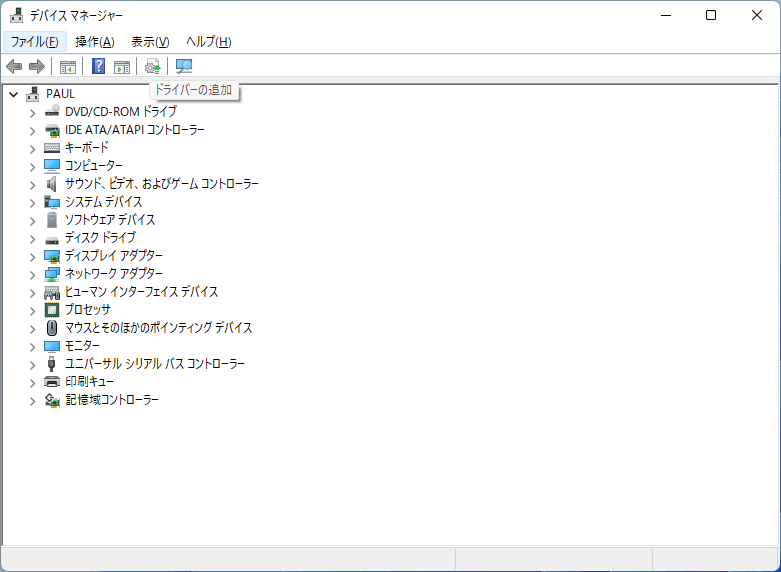 デバイス マネージャー
ファイル(F) 操作(A) 表示(V) ヘルプ(H)
ドライバーの追加
PAUL
DVD/CD-ROM ドライブ
IDE ATA/ATAPI コントローラー
キーボード
コンピューター
サウンド、ビデオ、およびゲーム コントローラー
システム デバイス
ソフトウェア デバイス
ディスク ドライブ
ディスプレイ アダプター
ネットワーク アダプター
ヒューマン インターフェイス デバイス
プロセッサ
マウスとそのほかのポインティング デバイス
モニター
ユニバーサル シリアル バス コントローラー
印刷キュー
記憶域コントローラー